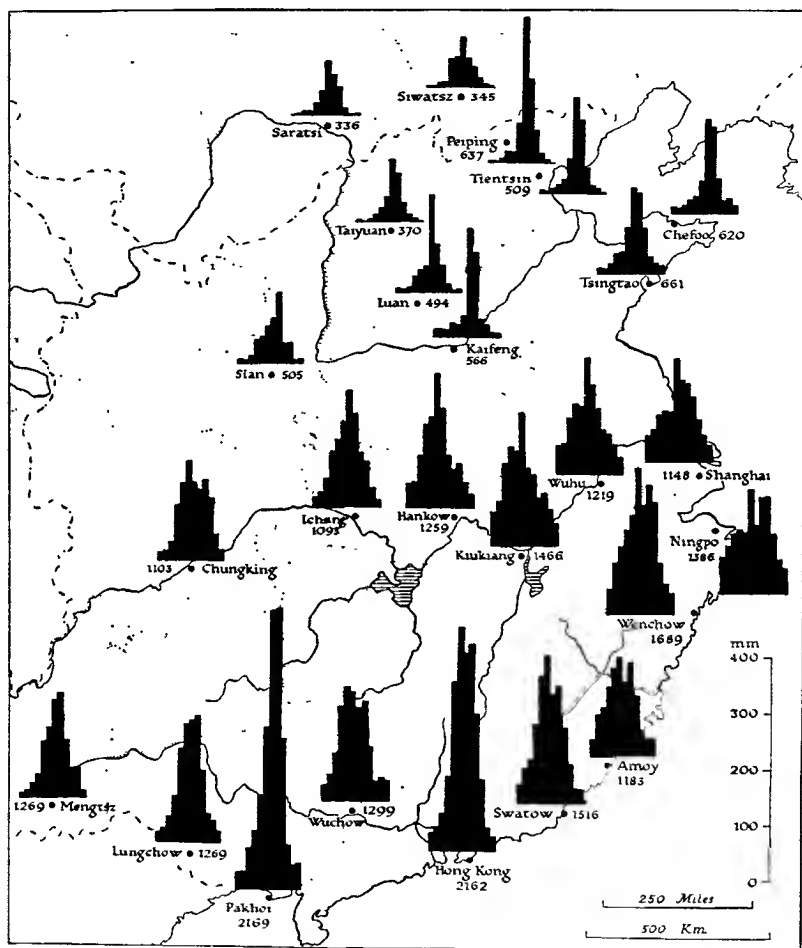 Siwatsz 345
Saratsi 336
Peiping
637
Tientsin
509
Taiyuan 370
Chefoo 620
Tsingtao 661
Luan 494
Kaifeng
566
Sian 505
Wuhu
1219
1148 Shanghai
Ichang
Hankow
1259
Kiukiang 1466
Ningpo
1386
1103 Chungking
Wenchow
1689
mm
400
300
200
100
0
1269 Mengtsz
Wuchow 1299
Amoy
1183
Swatow 1516
Lungchow 1269
Hong Kong
2162
Pakhoi
2169
250 Miles
500 Km.